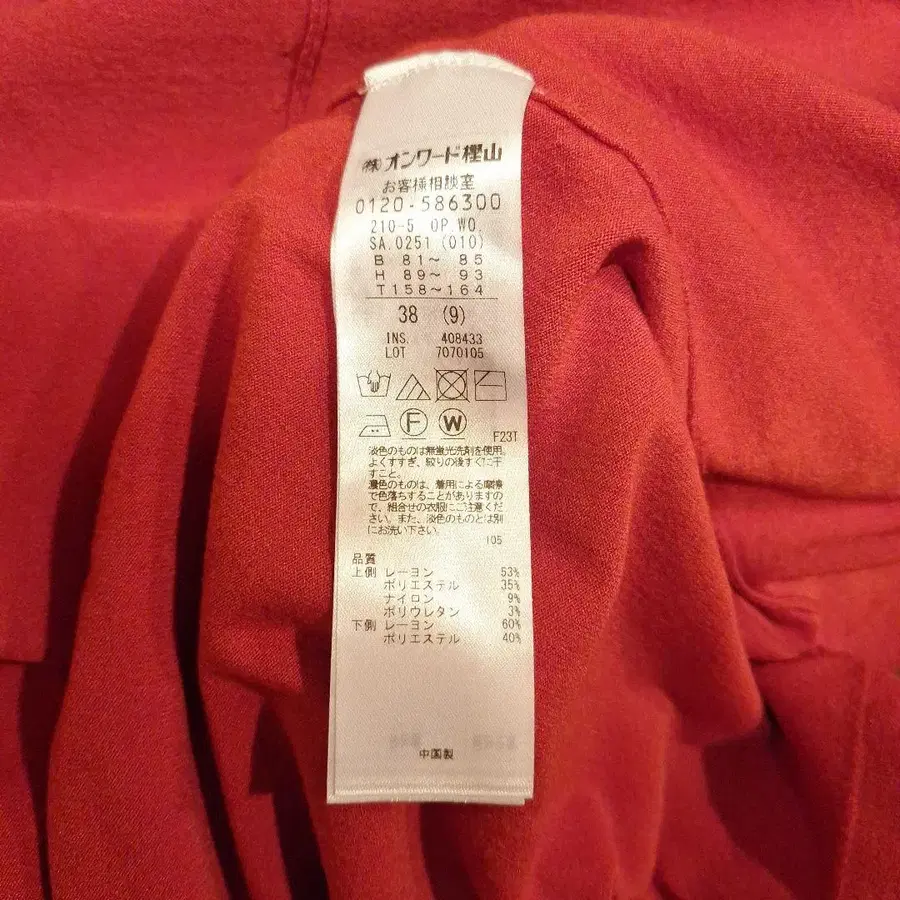 ㈱オンワード樫山
お客様相談室
0120-586300
210-5 OP.WO.
SA.0251 (010)
B 81～ 85
H 89～ 93
T158～164
38 (9)
INS. 408433
LOT 7070105
F
W
F23T
淡色のものは無蛍光洗剤を使用。
よくすすぎ、絞りの後すぐに干
すこと。
濃色のものは、着用による摩擦
で色落ちすることがありますの
で、組合せの衣服にご注意くだ
さい。また、淡色のものとは別
にお洗い下さい。
105
品質
上側 レーヨン 53%
ポリエステル 35%
ナイロン 9%
ポリウレタン 3%
下側 レーヨン 60%
ポリエステル 40%
中国製